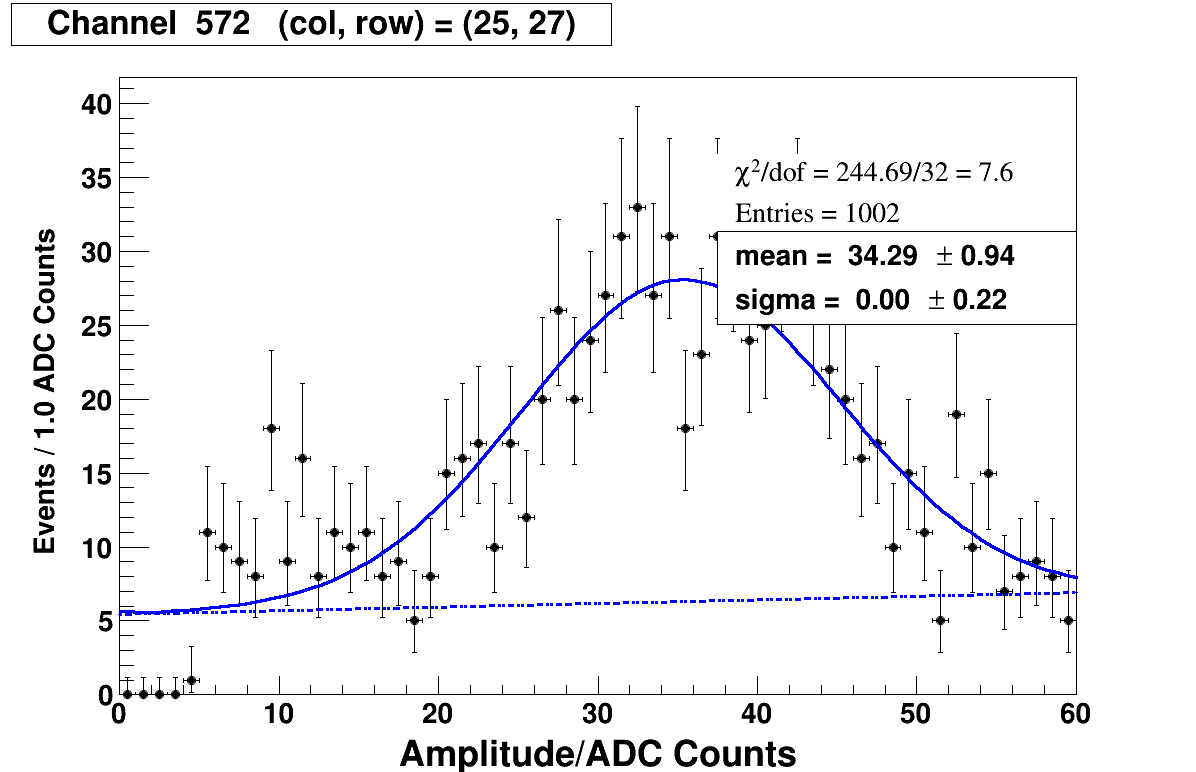 Channel 572 (col, row) = (25, 27)
40
35
30
25
20
15
10
5
0
Events / 1.0 ADC Counts
χ²/dof = 244.69/32 = 7.6
Entries = 1002
mean = 34.29 ± 0.94
sigma = 0.00 ± 0.22
0 10 20 30 40 50 60
Amplitude/ADC Counts